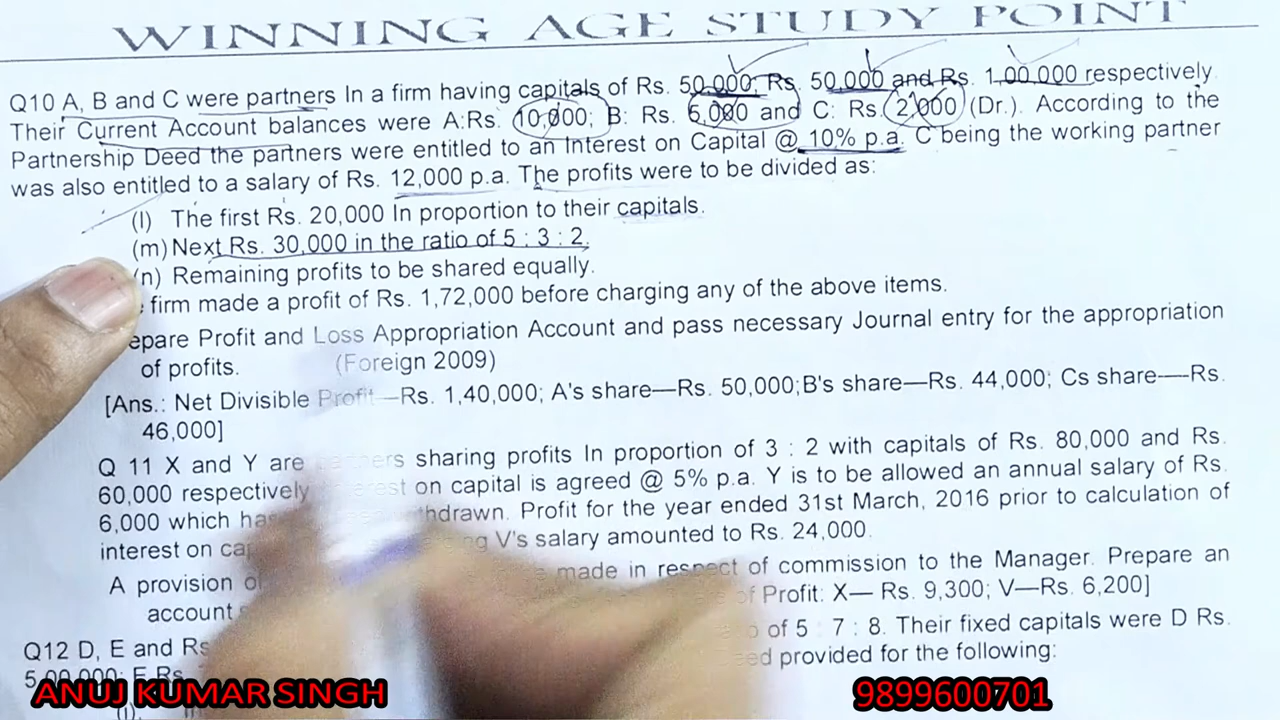 WINNING AGE STUDY POINT
Q10 A, B and C were partners In a firm having capitals of Rs. 50,000; Rs. 50,000 and Rs. 1,00,000 respectively.
Their Current Account balances were A:Rs. 10,000; B: Rs. 6,000 and C: Rs. 2,000 (Dr.). According to the
Partnership Deed the partners were entitled to an Interest on Capital @ 10% p.a. C being the working partner
was also entitled to a salary of Rs. 12,000 p.a. The profits were to be divided as:
(l) The first Rs. 20,000 In proportion to their capitals.
(m) Next Rs. 30,000 in the ratio of 5 : 3 : 2.
(n) Remaining profits to be shared equally.
firm made a profit of Rs. 1,72,000 before charging any of the above items.
epare Profit and Loss Appropriation Account and pass necessary Journal entry for the appropriation
of profits. (Foreign 2009)
[Ans.: Net Divisible Profit—Rs. 1,40,000; A's share—Rs. 50,000;B's share—Rs. 44,000; Cs share—-Rs.
46,000]
Q 11 X and Y are sharing profits In proportion of 3 : 2 with capitals of Rs. 80,000 and Rs.
60,000 respectively on capital is agreed @ 5% p.a. Y is to be allowed an annual salary of Rs.
6,000 which Profit for the year ended 31st March, 2016 prior to calculation of
interest on V's salary amounted to Rs. 24,000.
A provision made in respect of commission to the Manager. Prepare an
account of Profit: X— Rs. 9,300; V—Rs. 6,200]
Q12 D, E and of 5 : 7 : 8. Their fixed capitals were D Rs.
5,00,000; E Rs. provided for the following:
(i).
ANUJ KUMAR SINGH
9899600701